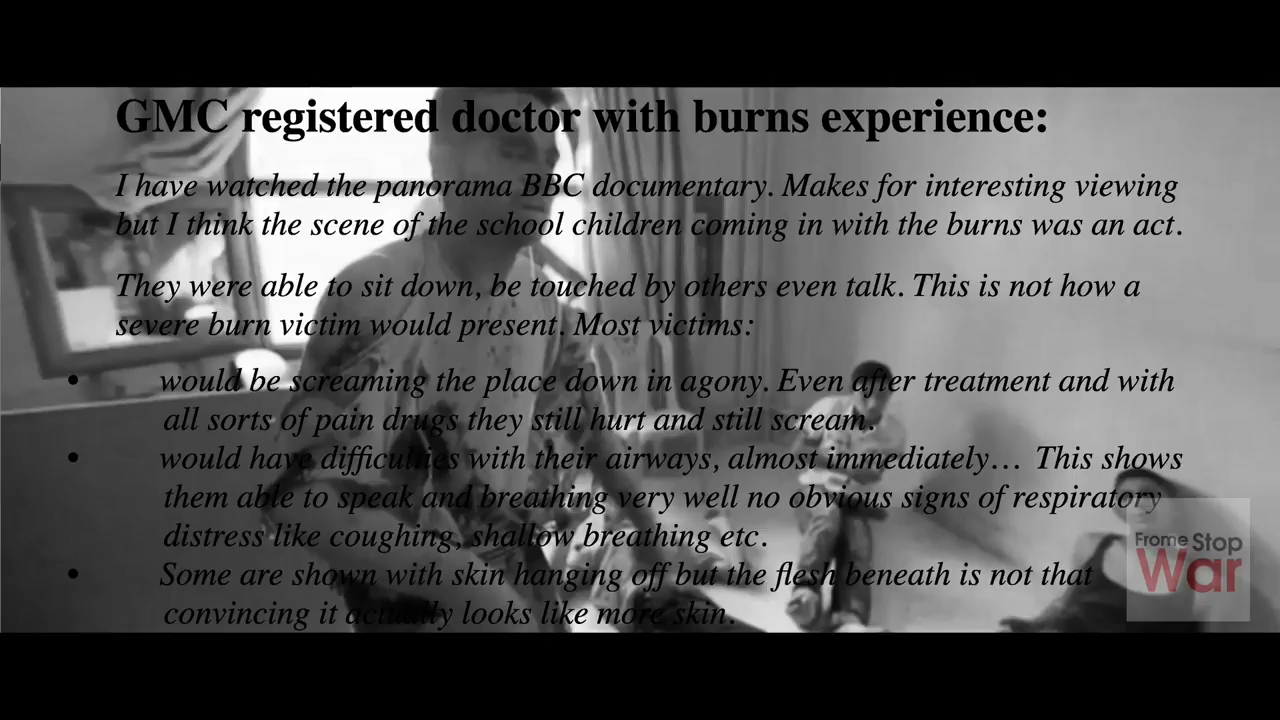 GMC registered doctor with burns experience:
I have watched the panorama BBC documentary. Makes for interesting viewing
but I think the scene of the school children coming in with the burns was an act.
They were able to sit down, be touched by others even talk. This is not how a
severe burn victim would present. Most victims:
• would be screaming the place down in agony. Even after treatment and with
all sorts of pain drugs they still hurt and still scream.
• would have difficulties with their airways, almost immediately… This shows
them able to speak and breathing very well no obvious signs of respiratory
distress like coughing, shallow breathing etc.
• Some are shown with skin hanging off but the flesh beneath is not that
convincing it actually looks like more skin.
Frome Stop
War